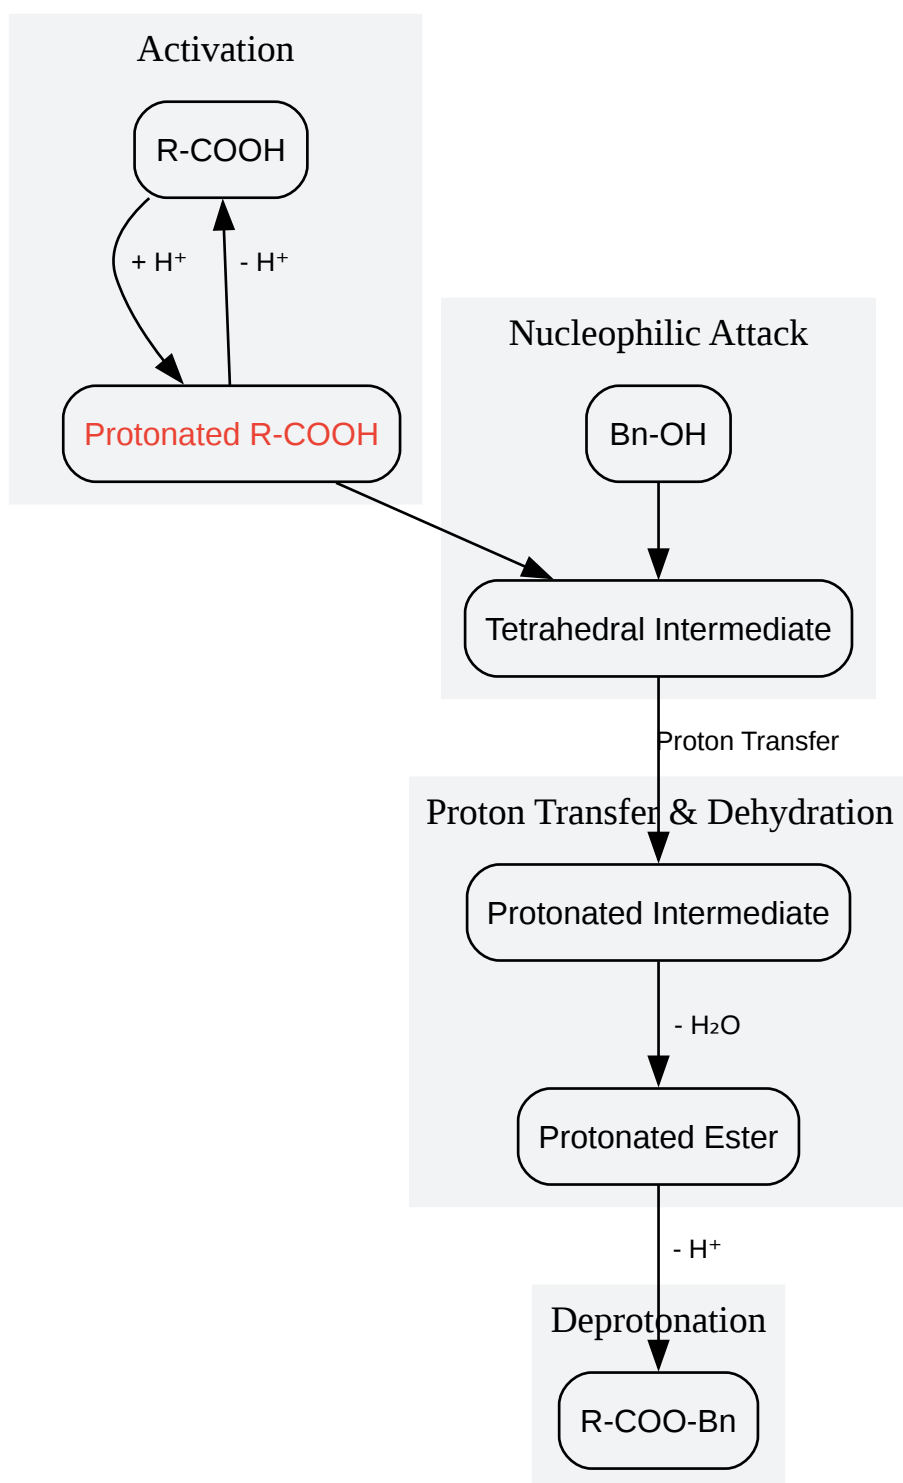 Activation
R-COOH
+ H⁺
- H⁺
Protonated R-COOH
Nucleophilic Attack
Bn-OH
Tetrahedral Intermediate
Proton Transfer
Proton Transfer & Dehydration
Protonated Intermediate
- H₂O
Protonated Ester
- H⁺
Deprotonation
R-COO-Bn